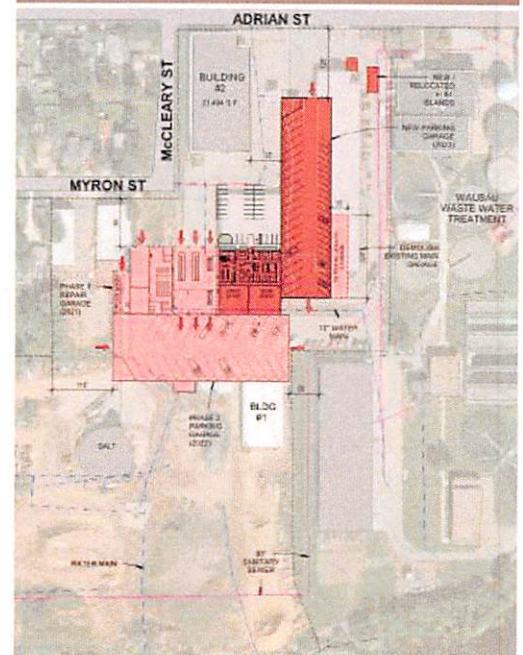 ADRIAN ST
McCLEARY ST
BUILDING
#2
NEW /
RELOCATED
ISLANDS
NEW PARKING
GARAGE
MYRON ST
WAUSAU
WASTE WATER
TREATMENT
DEMOLISH
EXISTING MAIN
GARAGE
PHASE 1
REPAIR
GARAGE
(2021)
WATER
MAIN
BLDG
#1
PHASE 2
PARKING
GARAGE
(2022)
SALT
WATER MAIN
SANITARY
SEWER